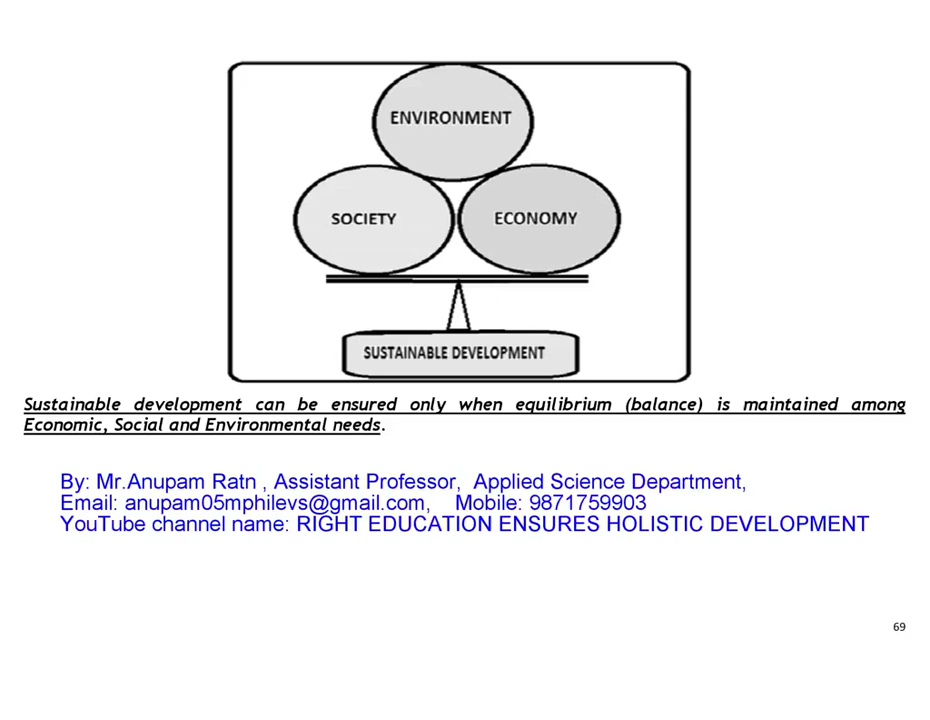 ENVIRONMENT
SOCIETY
ECONOMY
SUSTAINABLE DEVELOPMENT
Sustainable development can be ensured only when equilibrium (balance) is maintained among
Economic, Social and Environmental needs.
By: Mr.Anupam Ratn , Assistant Professor, Applied Science Department,
Email: anupam05mphilevs@gmail.com, Mobile: 9871759903
YouTube channel name: RIGHT EDUCATION ENSURES HOLISTIC DEVELOPMENT
69